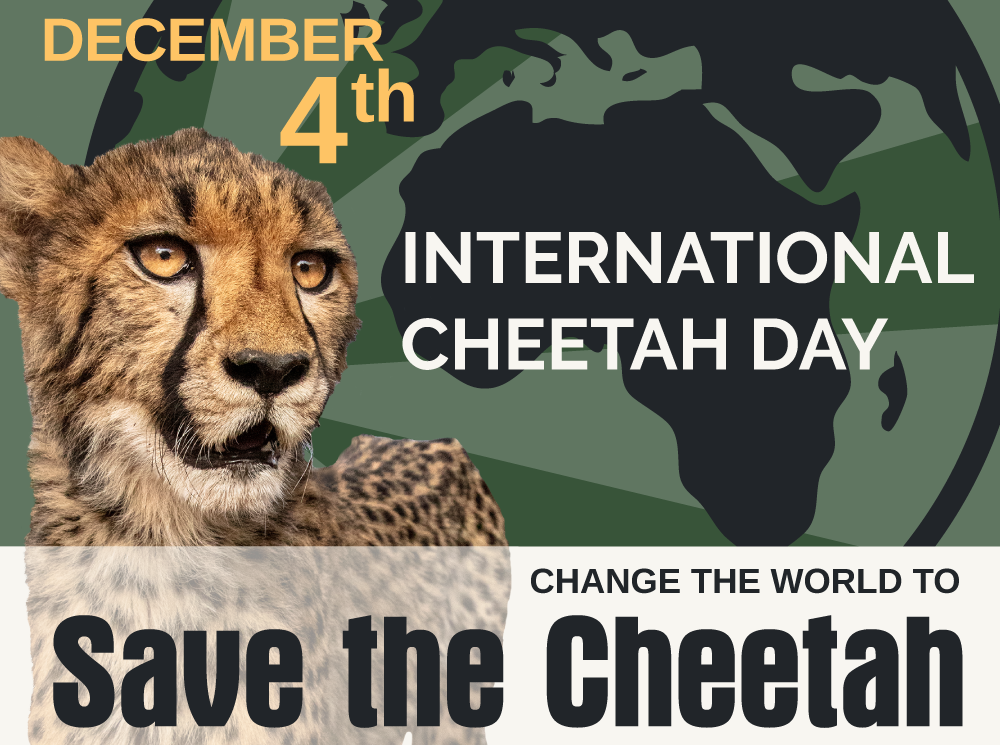 DECEMBER
4th
INTERNATIONAL
CHEETAH DAY
CHANGE THE WORLD TO
Save the Cheetah